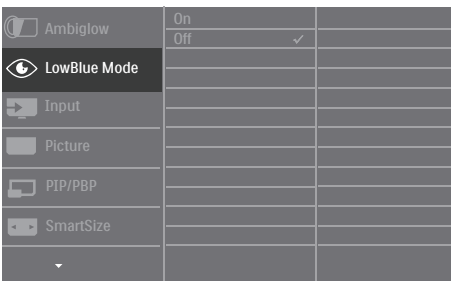 Ambiglow
On
Off
LowBlue Mode
Input
Picture
PIP/PBP
SmartSize